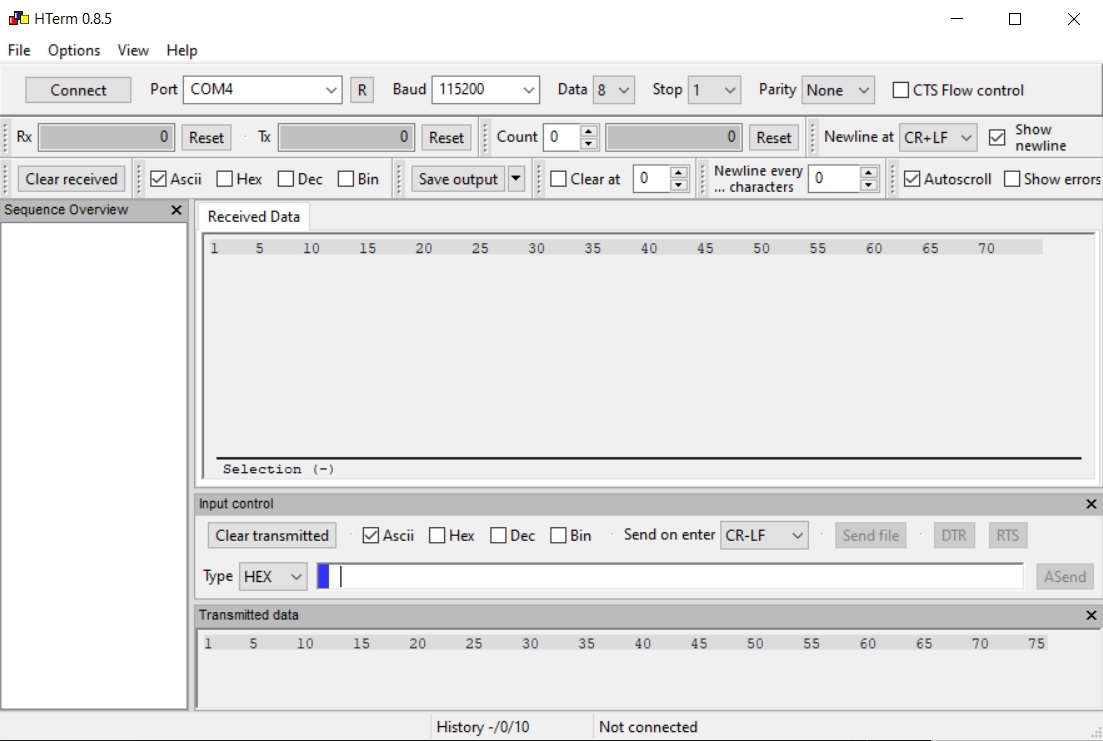 HTerm 0.8.5
File Options View Help
Connect Port COM4 R Baud 115200 Data 8 Stop 1 Parity None CTS Flow control
Rx 0 Reset Tx 0 Reset Count 0 0 Reset Newline at CR+LF Show newline
Clear received Ascii Hex Dec Bin Save output Clear at 0 Newline every ... characters 0 Autoscroll Show errors
Sequence Overview
Received Data
1 5 10 15 20 25 30 35 40 45 50 55 60 65 70
Selection (-)
Input control
Clear transmitted Ascii Hex Dec Bin Send on enter CR-LF Send file DTR RTS
Type HEX ASend
Transmitted data
1 5 10 15 20 25 30 35 40 45 50 55 60 65 70 75
History -/0/10 Not connected